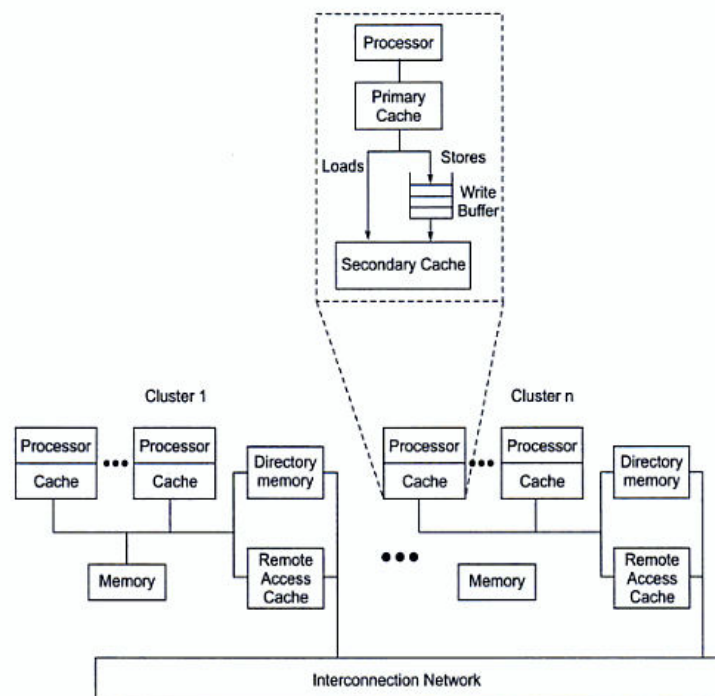 Processor
Primary
Cache
Loads
Stores
Write
Buffer
Secondary Cache
Cluster 1
Cluster n
Processor
Processor
Cache
Cache
Directory
memory
Memory
Remote
Access
Cache
Processor
Processor
Cache
Cache
Directory
memory
Memory
Remote
Access
Cache
Interconnection Network